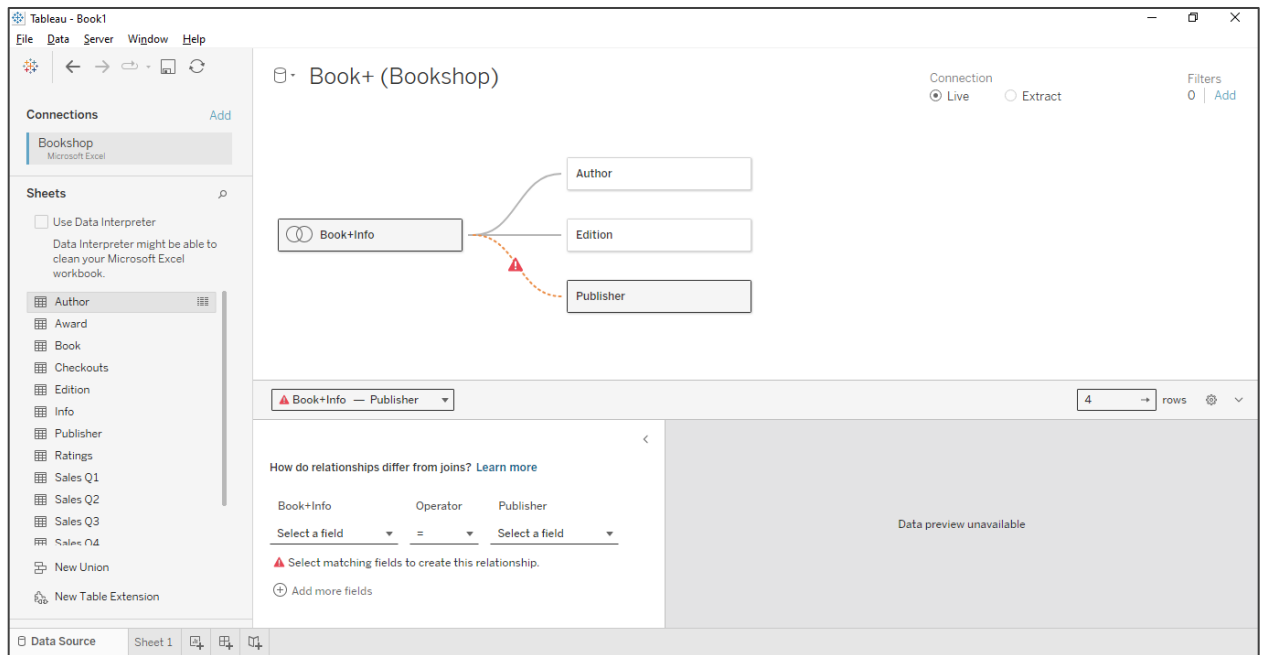 Tableau - Book1
File Data Server Window Help
Connections Add
Bookshop
Microsoft Excel
Sheets
Use Data Interpreter
Data Interpreter might be able to
clean your Microsoft Excel
workbook.
Author
Award
Book
Checkouts
Edition
Info
Publisher
Ratings
Sales Q1
Sales Q2
Sales Q3
Sales Q4
New Union
New Table Extension
Book+ (Bookshop)
Connection
Live Extract
Filters
0 Add
Book+Info
Author
Edition
Publisher
Book+Info — Publisher
4 → rows
How do relationships differ from joins? Learn more
Book+Info Operator Publisher
Select a field = Select a field
Select matching fields to create this relationship.
Add more fields
Data preview unavailable
Data Source Sheet 1